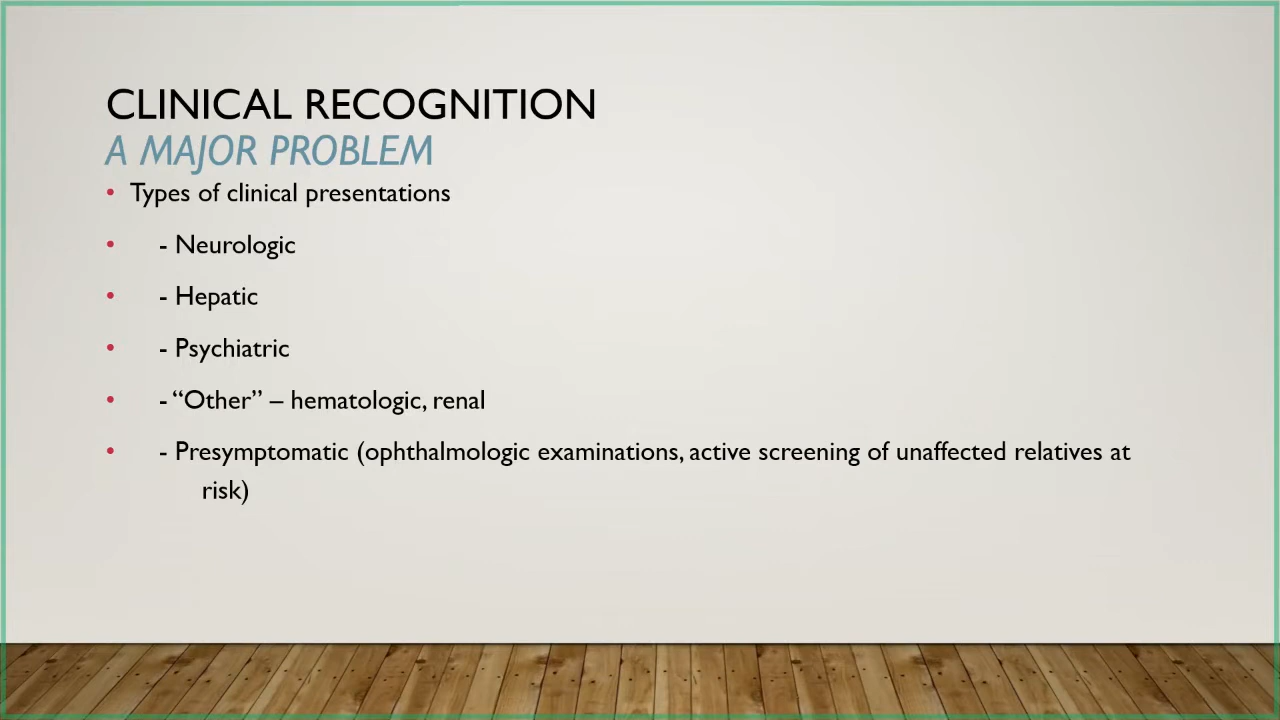 CLINICAL RECOGNITION
A MAJOR PROBLEM
• Types of clinical presentations
• - Neurologic
• - Hepatic
• - Psychiatric
• - “Other” – hematologic, renal
• - Presymptomatic (ophthalmologic examinations, active screening of unaffected relatives at
risk)